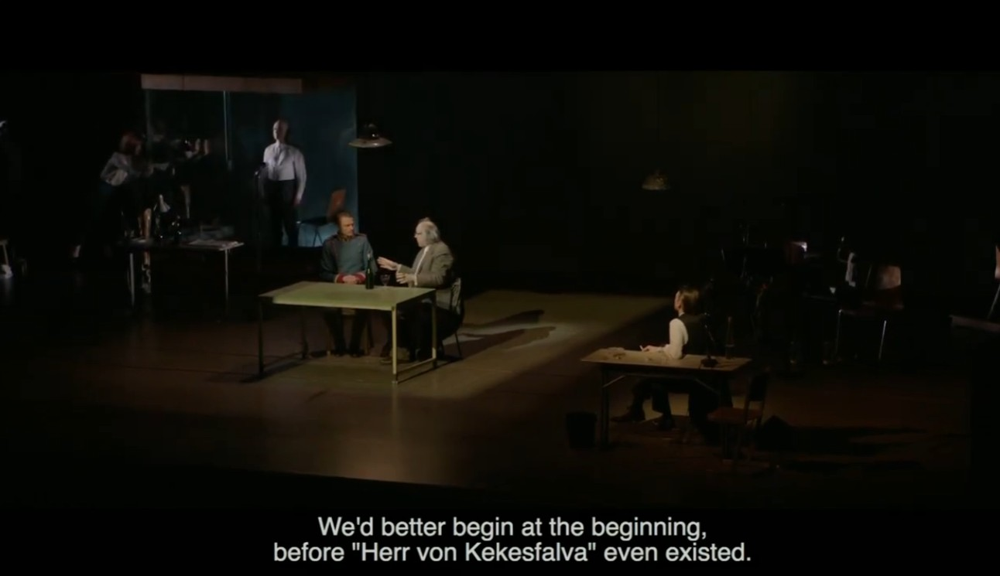 We'd better begin at the beginning,
before "Herr von Kekesfalva" even existed.